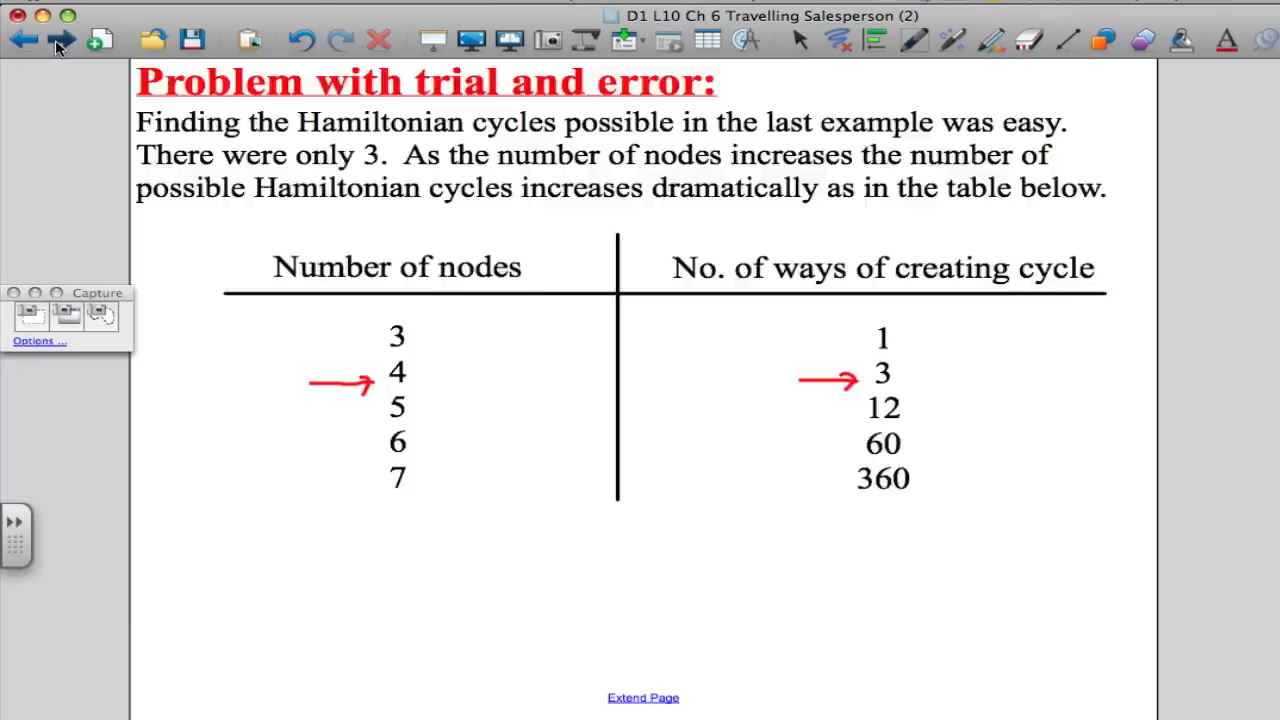 D1 L10 Ch 6 Travelling Salesperson (2)
Problem with trial and error:
Finding the Hamiltonian cycles possible in the last example was easy.
There were only 3. As the number of nodes increases the number of
possible Hamiltonian cycles increases dramatically as in the table below.
Number of nodes No. of ways of creating cycle
Capture
Options ...
3 1
4 3
5 12
6 60
7 360
Extend Page